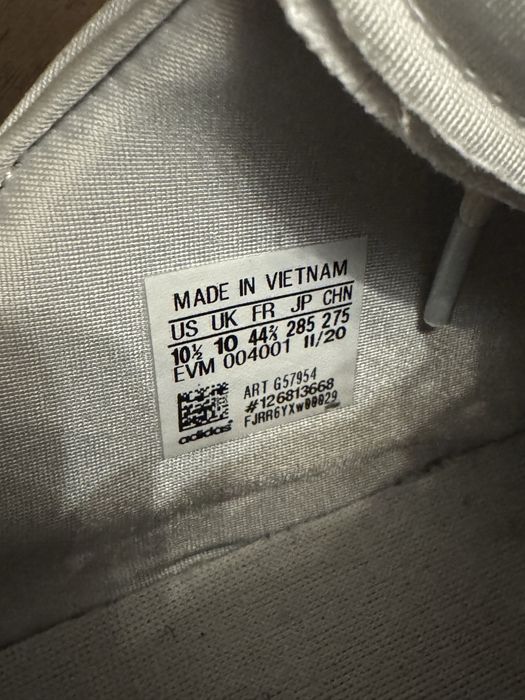 MADE IN VIETNAM
US UK FR JP CHN
10½ 10 44⅔ 285 275
EVM 004001 11/20
ART G57954
#126813668
FJRR6YXw00029
adidas